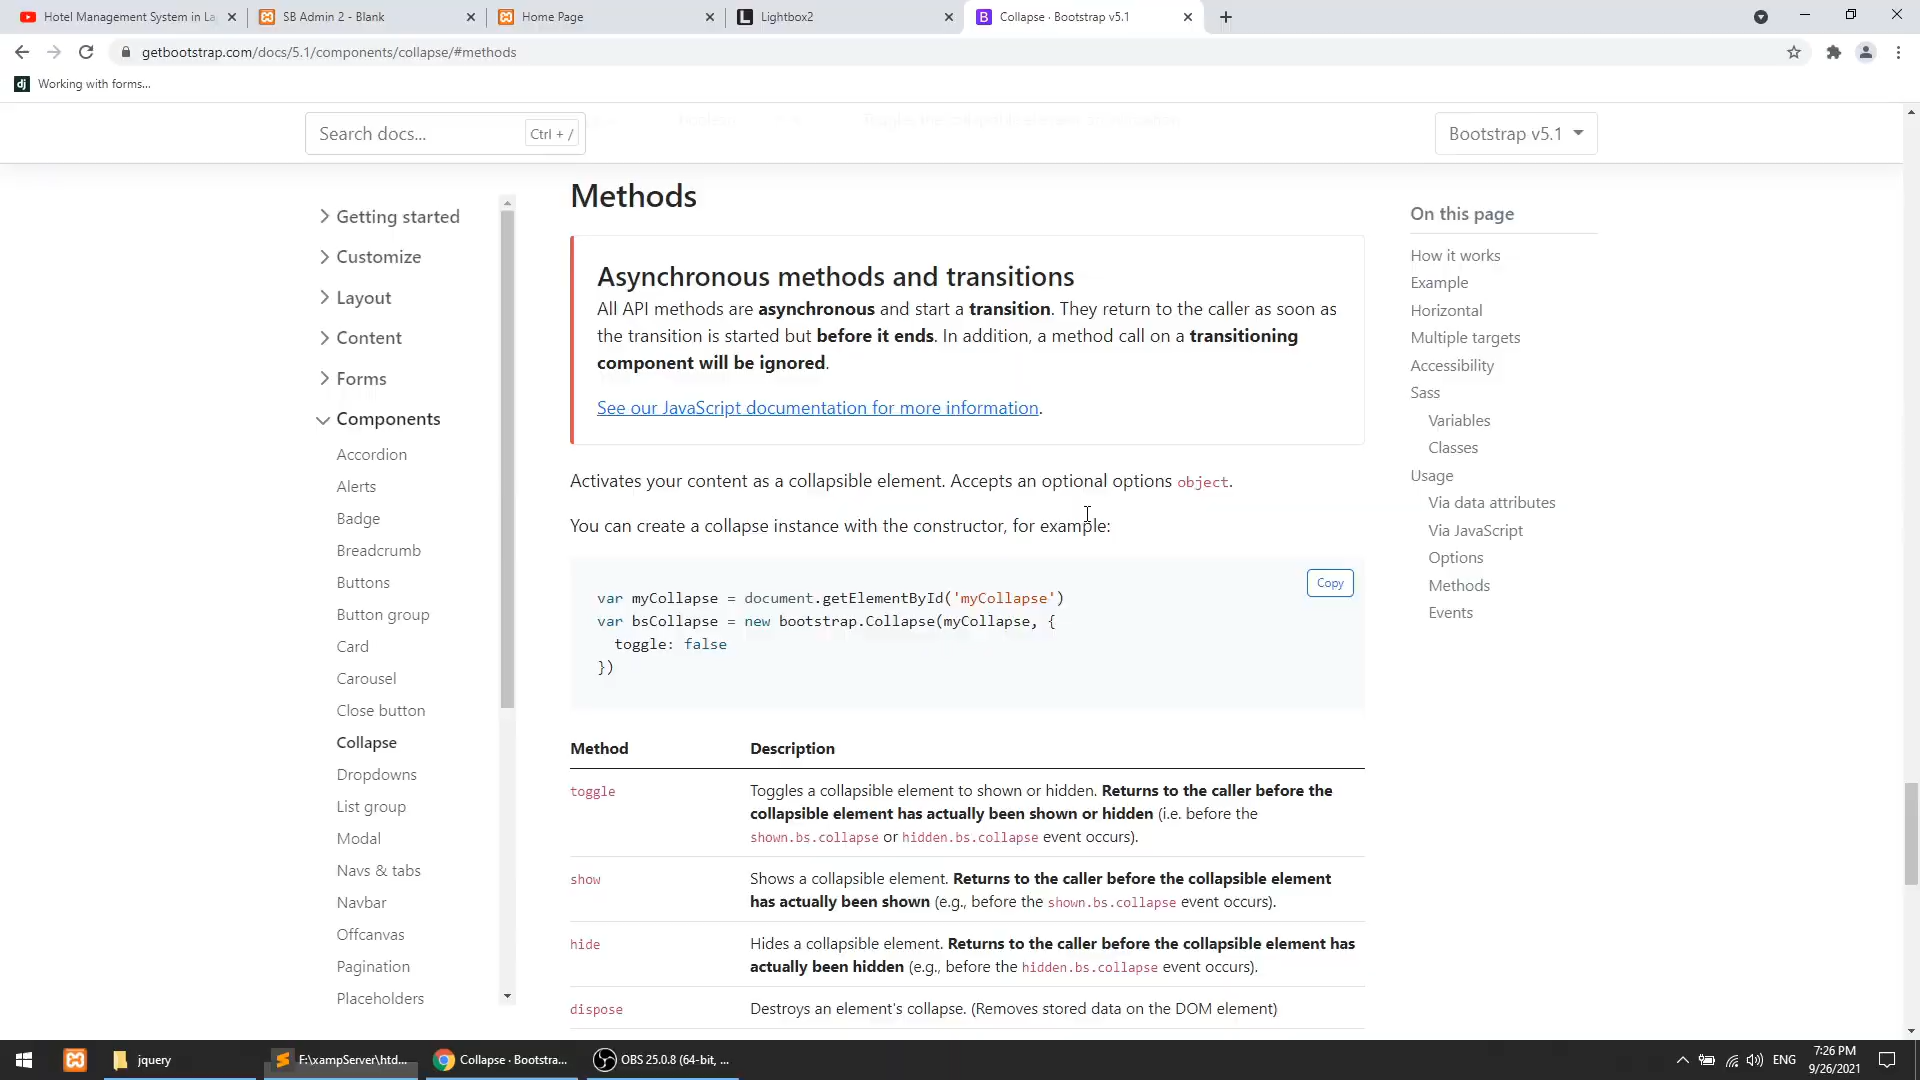 Hotel Management System in La
SB Admin 2 - Blank
Home Page
Lightbox2
Collapse · Bootstrap v5.1
getbootstrap.com/docs/5.1/components/collapse/#methods
Working with forms...
Search docs...
Ctrl + /
Bootstrap v5.1
Getting started
Customize
Layout
Content
Forms
Components
Accordion
Alerts
Badge
Breadcrumb
Buttons
Button group
Card
Carousel
Close button
Collapse
Dropdowns
List group
Modal
Navs & tabs
Navbar
Offcanvas
Pagination
Placeholders
Methods
Asynchronous methods and transitions
All API methods are asynchronous and start a transition. They return to the caller as soon as
the transition is started but before it ends. In addition, a method call on a transitioning
component will be ignored.
See our JavaScript documentation for more information.
Activates your content as a collapsible element. Accepts an optional options object.
You can create a collapse instance with the constructor, for example:
Copy
var myCollapse = document.getElementById('myCollapse')
var bsCollapse = new bootstrap.Collapse(myCollapse, {
toggle: false
})
Method Description
toggle Toggles a collapsible element to shown or hidden. Returns to the caller before the
collapsible element has actually been shown or hidden (i.e. before the
shown.bs.collapse or hidden.bs.collapse event occurs).
show Shows a collapsible element. Returns to the caller before the collapsible element
has actually been shown (e.g., before the shown.bs.collapse event occurs).
hide Hides a collapsible element. Returns to the caller before the collapsible element has
actually been hidden (e.g., before the hidden.bs.collapse event occurs).
dispose Destroys an element's collapse. (Removes stored data on the DOM element)
On this page
How it works
Example
Horizontal
Multiple targets
Accessibility
Sass
Variables
Classes
Usage
Via data attributes
Via JavaScript
Options
Methods
Events
jquery
F:\xampServer\htd...
Collapse · Bootstra...
OBS 25.0.8 (64-bit, ...
ENG
7:26 PM
9/26/2021